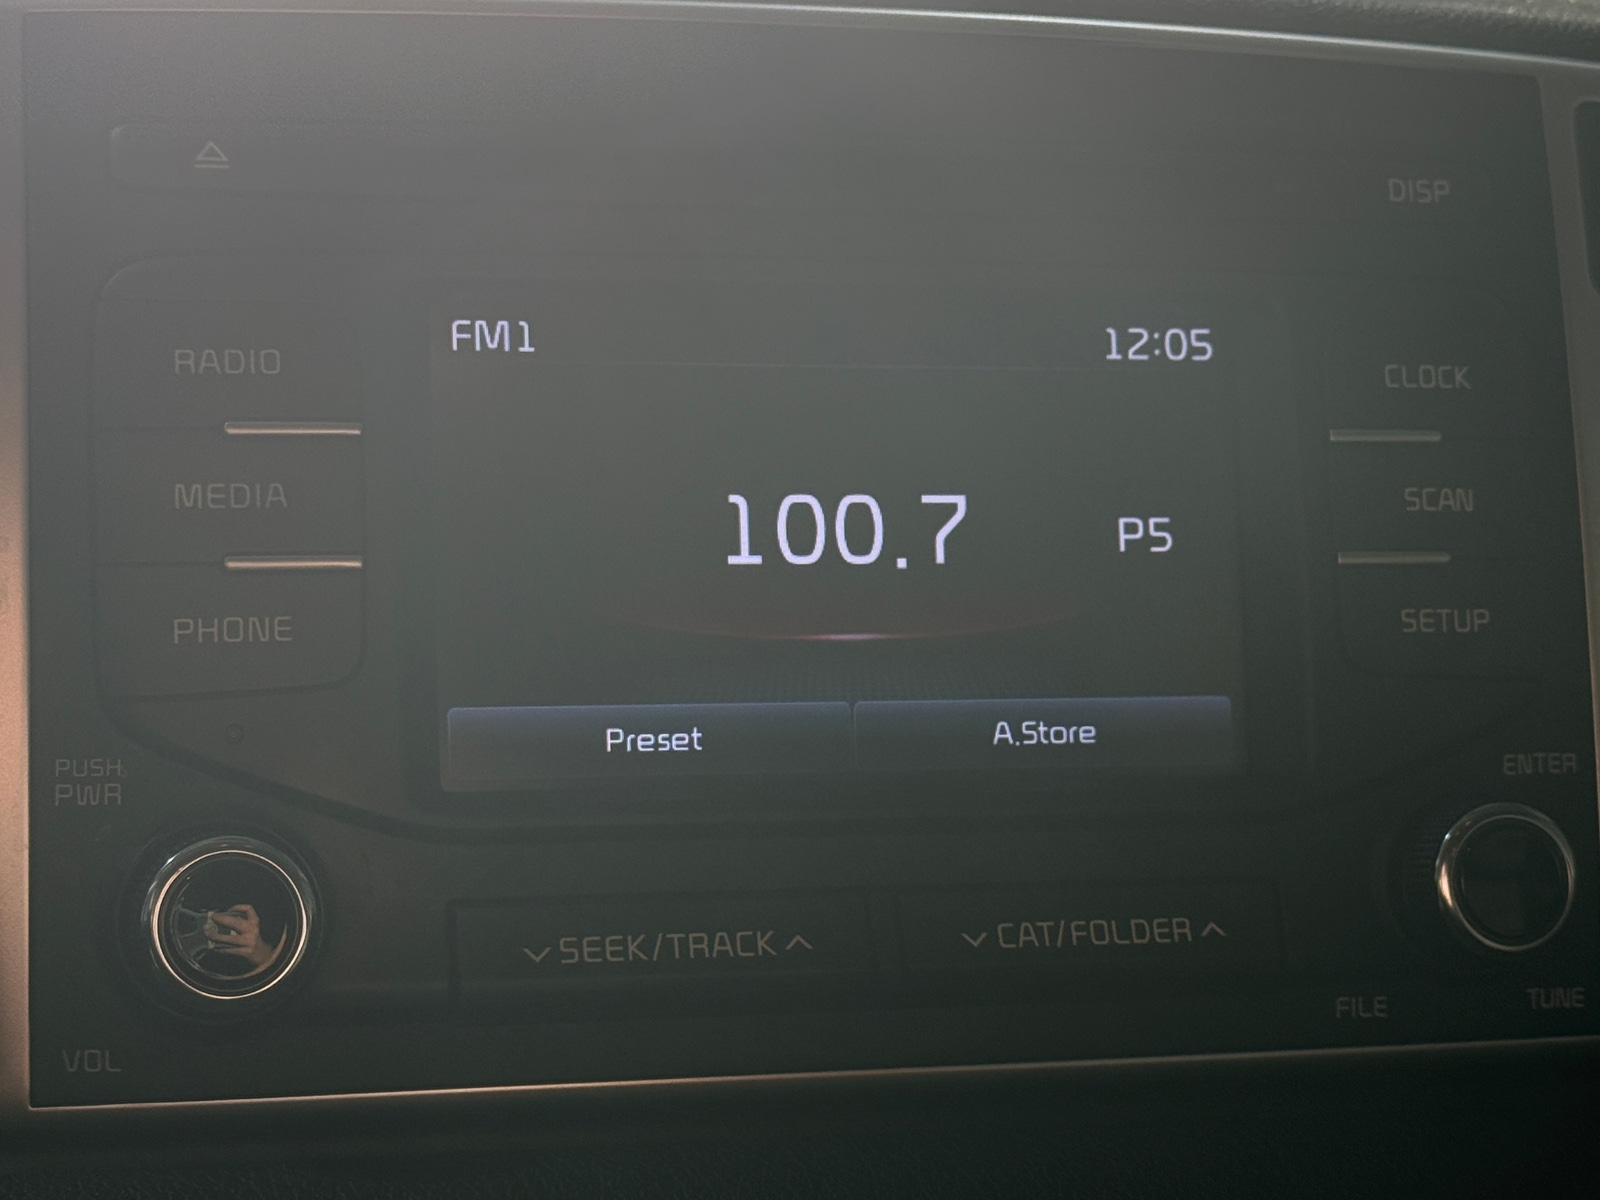 DISP
FM1 12:05
RADIO
CLOCK
MEDIA
SCAN
100.7 P5
PHONE
SETUP
Preset A.Store
PUSH
PWR
ENTER
SEEK/TRACK
CAT/FOLDER
VOL
FILE
TUNE